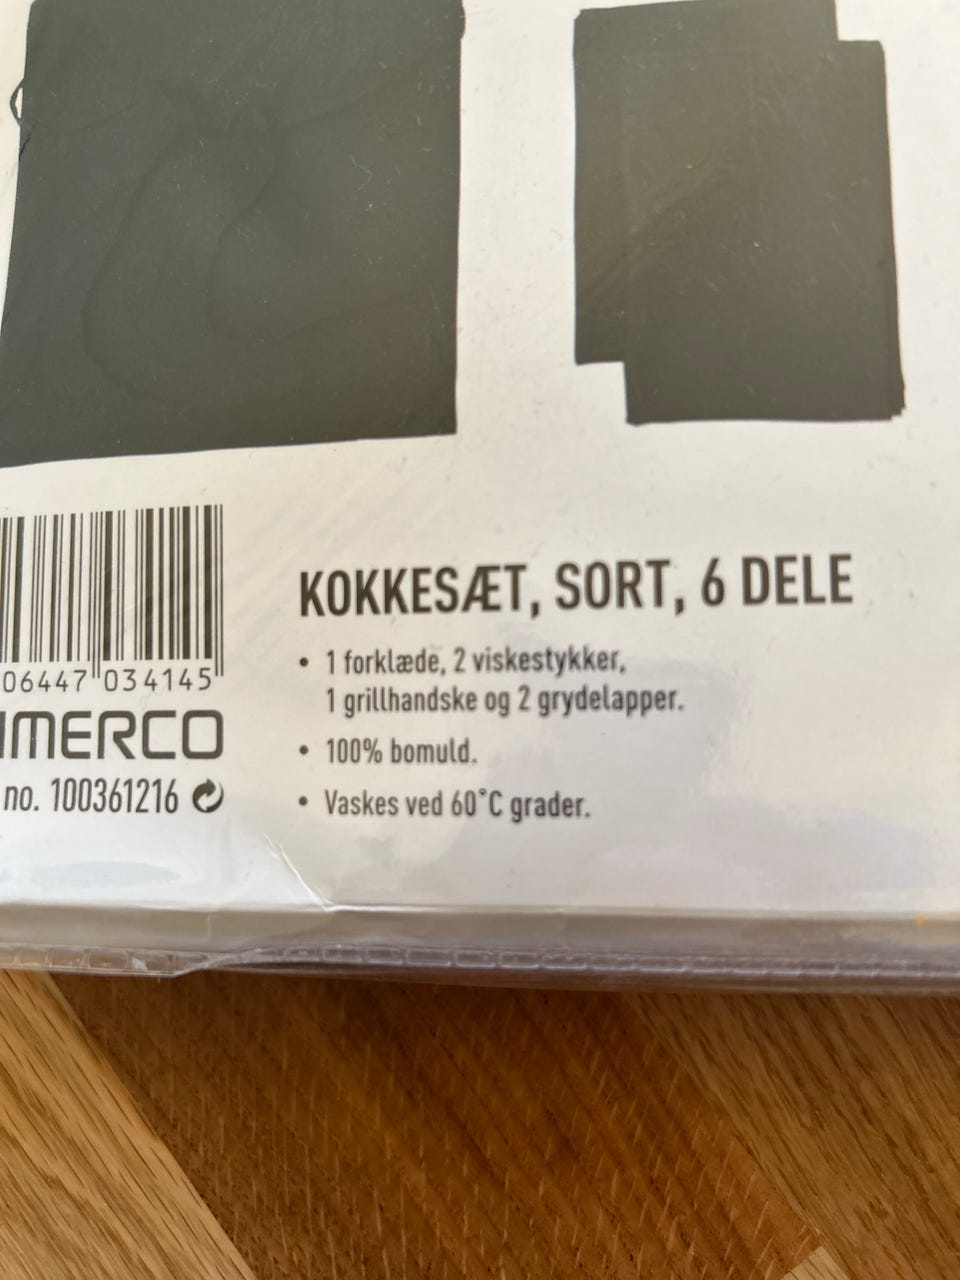 06447 034145
IMERCO
no. 100361216
KOKKESÆT, SORT, 6 DELE
• 1 forklæde, 2 viskestykker,
1 grillhandske og 2 grydelapper.
• 100% bomuld.
• Vaskes ved 60°C grader.